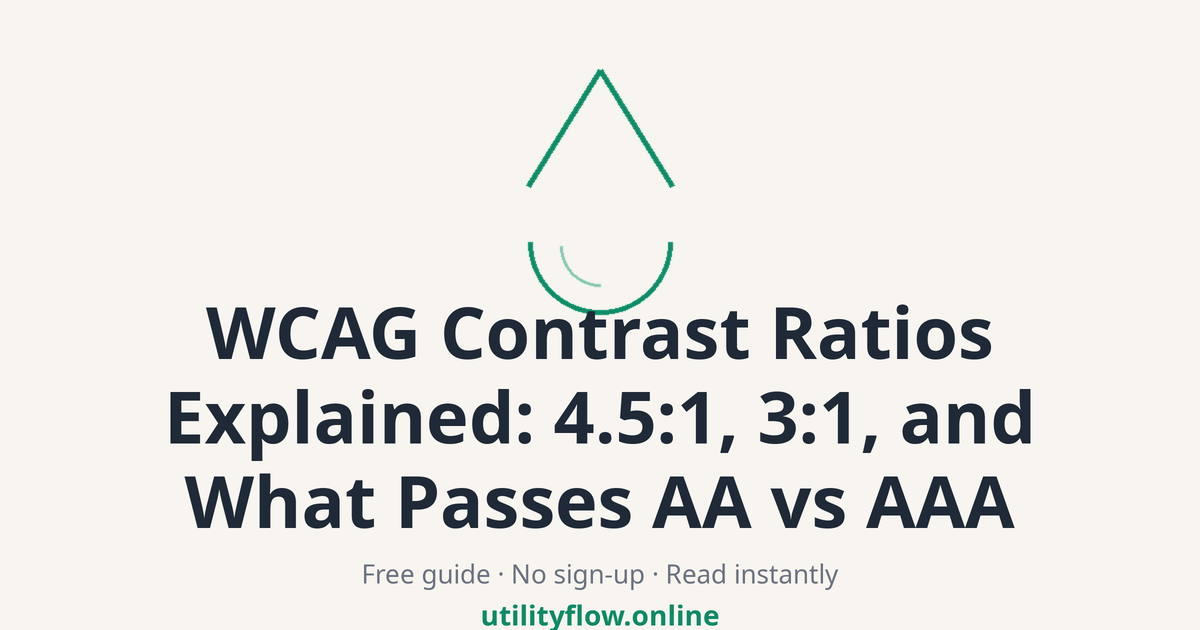 WCAG Contrast Ratios
Explained: 4.5:1, 3:1, and
What Passes AA vs AAA
Free guide · No sign-up · Read instantly
utilityflow.online